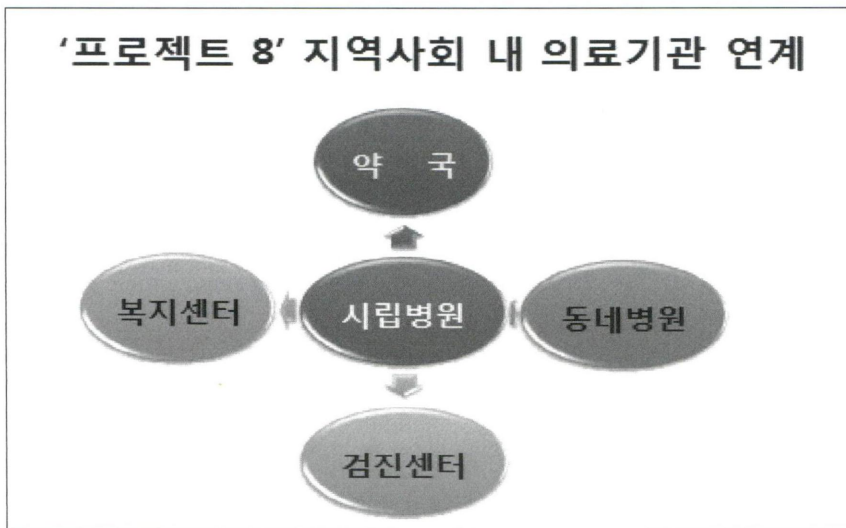 '프로젝트 8' 지역사회 내 의료기관 연계
약 국
복지센터 시립병원 동네병원
검진센터